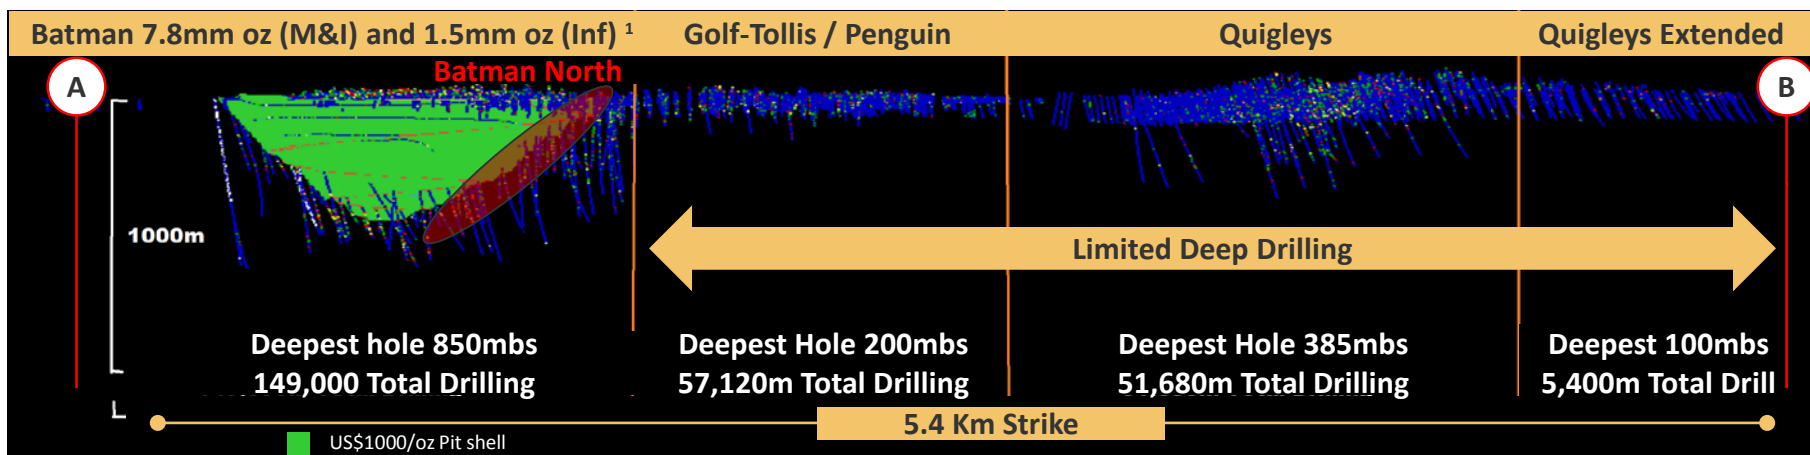 Batman 7.8mm oz (M&I) and 1.5mm oz (Inf) 1
Golf-Tollis / Penguin
Quigleys
Quigleys Extended
A
Batman North
B
1000m
Limited Deep Drilling
Deepest hole 850mbs
149,000 Total Drilling
Deepest Hole 200mbs
57,120m Total Drilling
Deepest Hole 385mbs
51,680m Total Drilling
Deepest 100mbs
5,400m Total Drill
5.4 Km Strike
US$1000/oz Pit shell